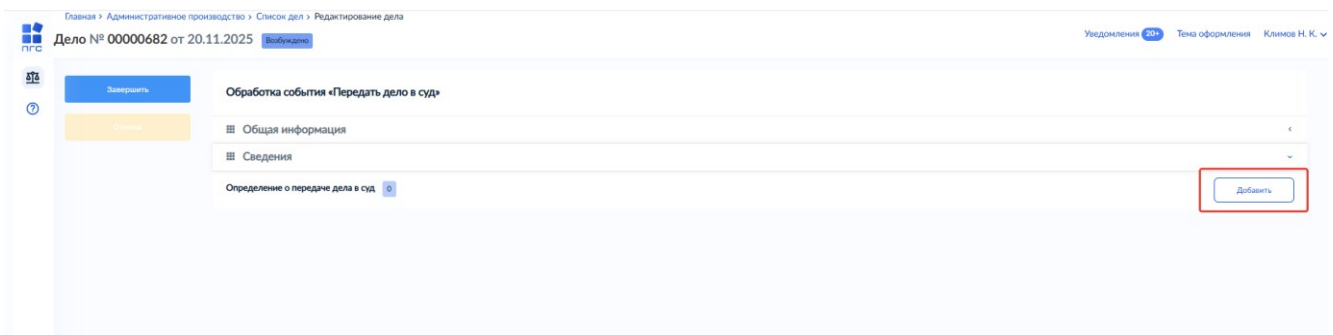 Главная > Административное производство > Список дел > Редактирование дела
ПГС
Дело № 00000682 от 20.11.2025 Возбуждено
Уведомления 20+ Тема оформления Климов Н. К.
Завершить
Отмена
Обработка события «Передать дело в суд»
Общая информация
Сведения
Определение о передаче дела в суд 0
Добавить